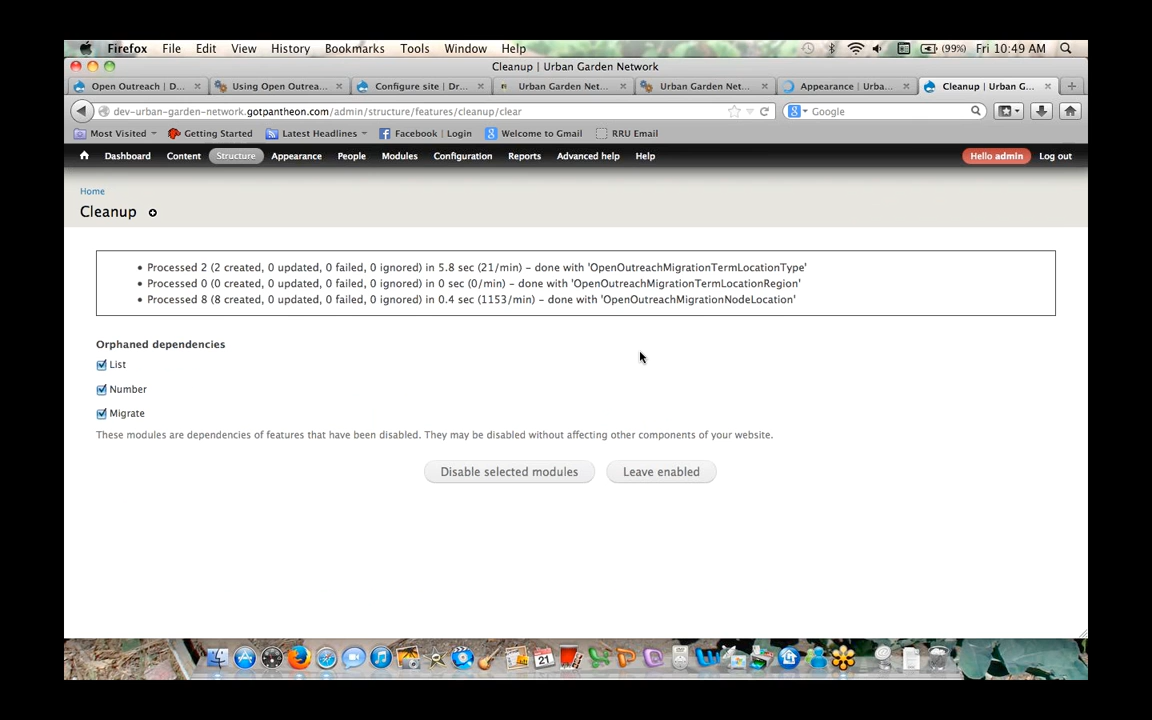 Firefox File Edit View History Bookmarks Tools Window Help (99%) Fri 10:49 AM
Cleanup | Urban Garden Network
Open Outreach | D... Using Open Outrea... Configure site | Dr... Urban Garden Net... Urban Garden Net... Appearance | Urba... Cleanup | Urban G...
dev-urban-garden-network.gotpantheon.com/admin/structure/features/cleanup/clear Google
Most Visited Getting Started Latest Headlines Facebook | Login Welcome to Gmail RRU Email
Dashboard Content Structure Appearance People Modules Configuration Reports Advanced help Help Hello admin Log out
Home
Cleanup
• Processed 2 (2 created, 0 updated, 0 failed, 0 ignored) in 5.8 sec (21/min) – done with 'OpenOutreachMigrationTermLocationType'
• Processed 0 (0 created, 0 updated, 0 failed, 0 ignored) in 0 sec (0/min) – done with 'OpenOutreachMigrationTermLocationRegion'
• Processed 8 (8 created, 0 updated, 0 failed, 0 ignored) in 0.4 sec (1153/min) – done with 'OpenOutreachMigrationNodeLocation'
Orphaned dependencies
List
Number
Migrate
These modules are dependencies of features that have been disabled. They may be disabled without affecting other components of your website.
Disable selected modules Leave enabled
21